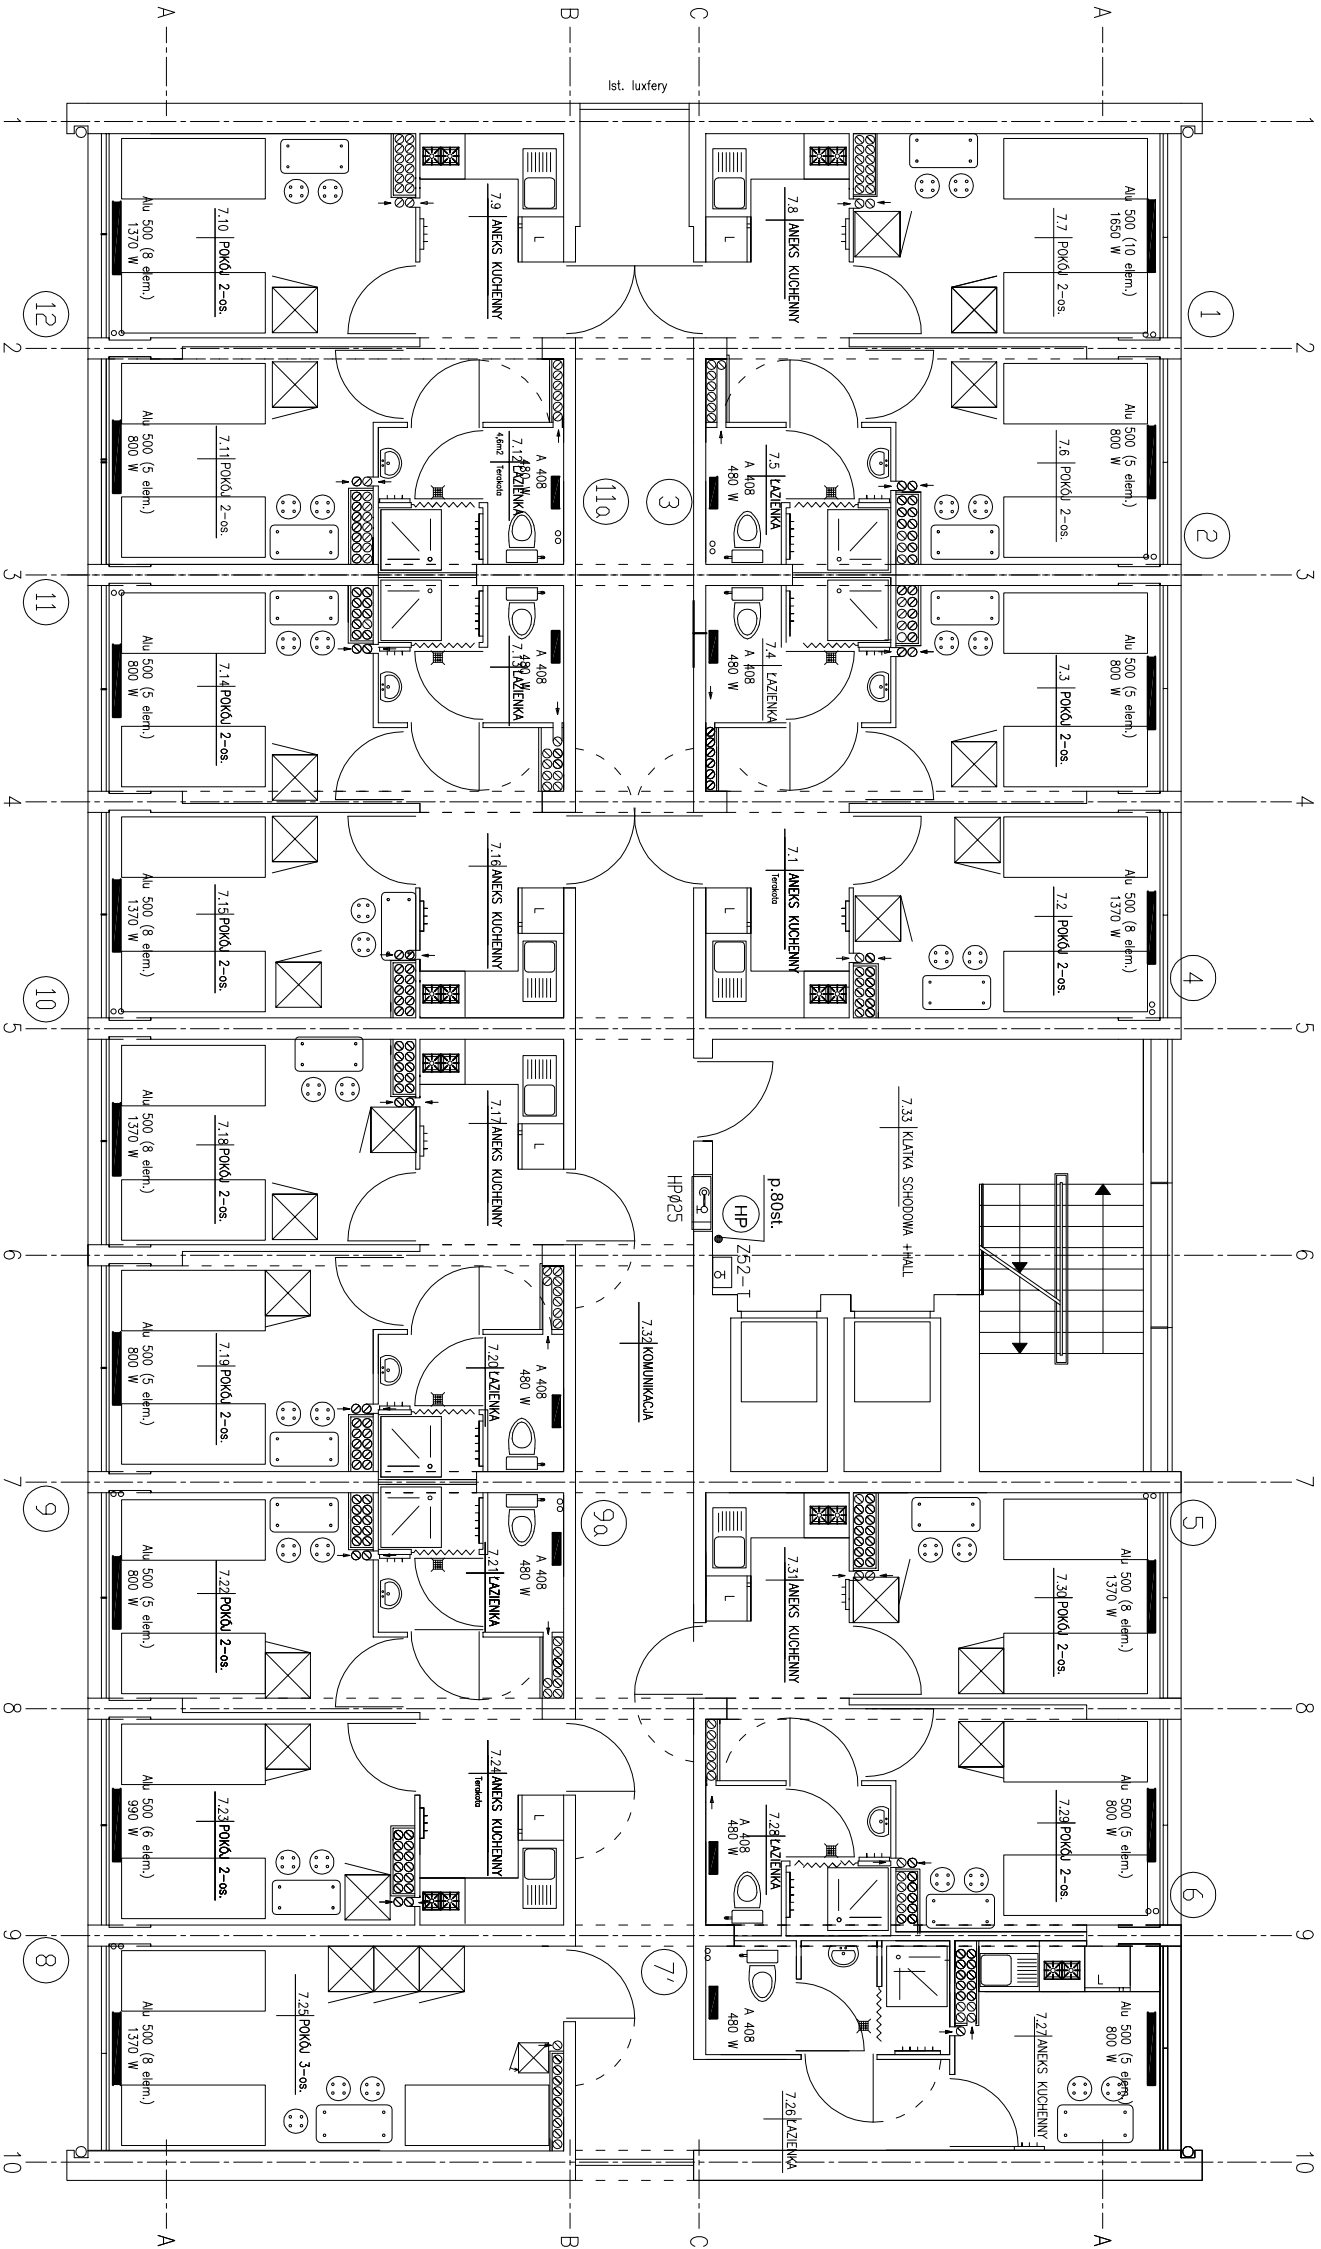 A
B
C
A
Ist. luxfery
1
1
Alu 500 (8 elem.)
1370 W
7.10 POKÓJ 2-os.
7.9 ANEKS KUCHENNY
L
L
7.8 ANEKS KUCHENNY
7.7 POKÓJ 2-os.
Alu 500 (10 elem.)
1650 W
12
1
2
2
Alu 500 (5 elem.)
800 W
7.11 POKÓJ 2-os.
7.12 ŁAZIENKA
4,6m2 Terakota
A 408
480 W
11a
3
A 408
480 W
7.5 ŁAZIENKA
7.6 POKÓJ 2-os.
Alu 500 (5 elem.)
800 W
2
3
3
11
Alu 500 (5 elem.)
800 W
7.14 POKÓJ 2-os.
7.13 ŁAZIENKA
A 408
480 W
A 408
480 W
7.4 ŁAZIENKA
7.3 POKÓJ 2-os.
Alu 500 (5 elem.)
800 W
4
4
Alu 500 (8 elem.)
1370 W
7.15 POKÓJ 2-os.
7.16 ANEKS KUCHENNY
L
L
7.1 ANEKS KUCHENNY
Terakota
7.2 POKÓJ 2-os.
Alu 500 (8 elem.)
1370 W
10
4
5
5
Alu 500 (8 elem.)
1370 W
7.18 POKÓJ 2-os.
7.17 ANEKS KUCHENNY
L
7.33 KLATKA SCHODOWA +HALL
HPø25
HP
p.80st.
Z52-T
6
6
Alu 500 (5 elem.)
800 W
7.19 POKÓJ 2-os.
7.20 ŁAZIENKA
A 408
480 W
7.32 KOMUNIKACJA
7
7
9
9a
5
Alu 500 (5 elem.)
800 W
7.22 POKÓJ 2-os.
7.21 ŁAZIENKA
A 408
480 W
L
7.31 ANEKS KUCHENNY
7.30 POKÓJ 2-os.
Alu 500 (8 elem.)
1370 W
8
8
Alu 500 (6 elem.)
990 W
7.23 POKÓJ 2-os.
7.24 ANEKS KUCHENNY
Terakota
L
A 408
480 W
7.28 ŁAZIENKA
7.29 POKÓJ 2-os.
Alu 500 (5 elem.)
800 W
6
9
9
8
7'
Alu 500 (8 elem.)
1370 W
7.25 POKÓJ 3-os.
A 408
480 W
7.26 ŁAZIENKA
7.27 ANEKS KUCHENNY
L
Alu 500 (5 elem.)
800 W
10
10
A
B
C
A